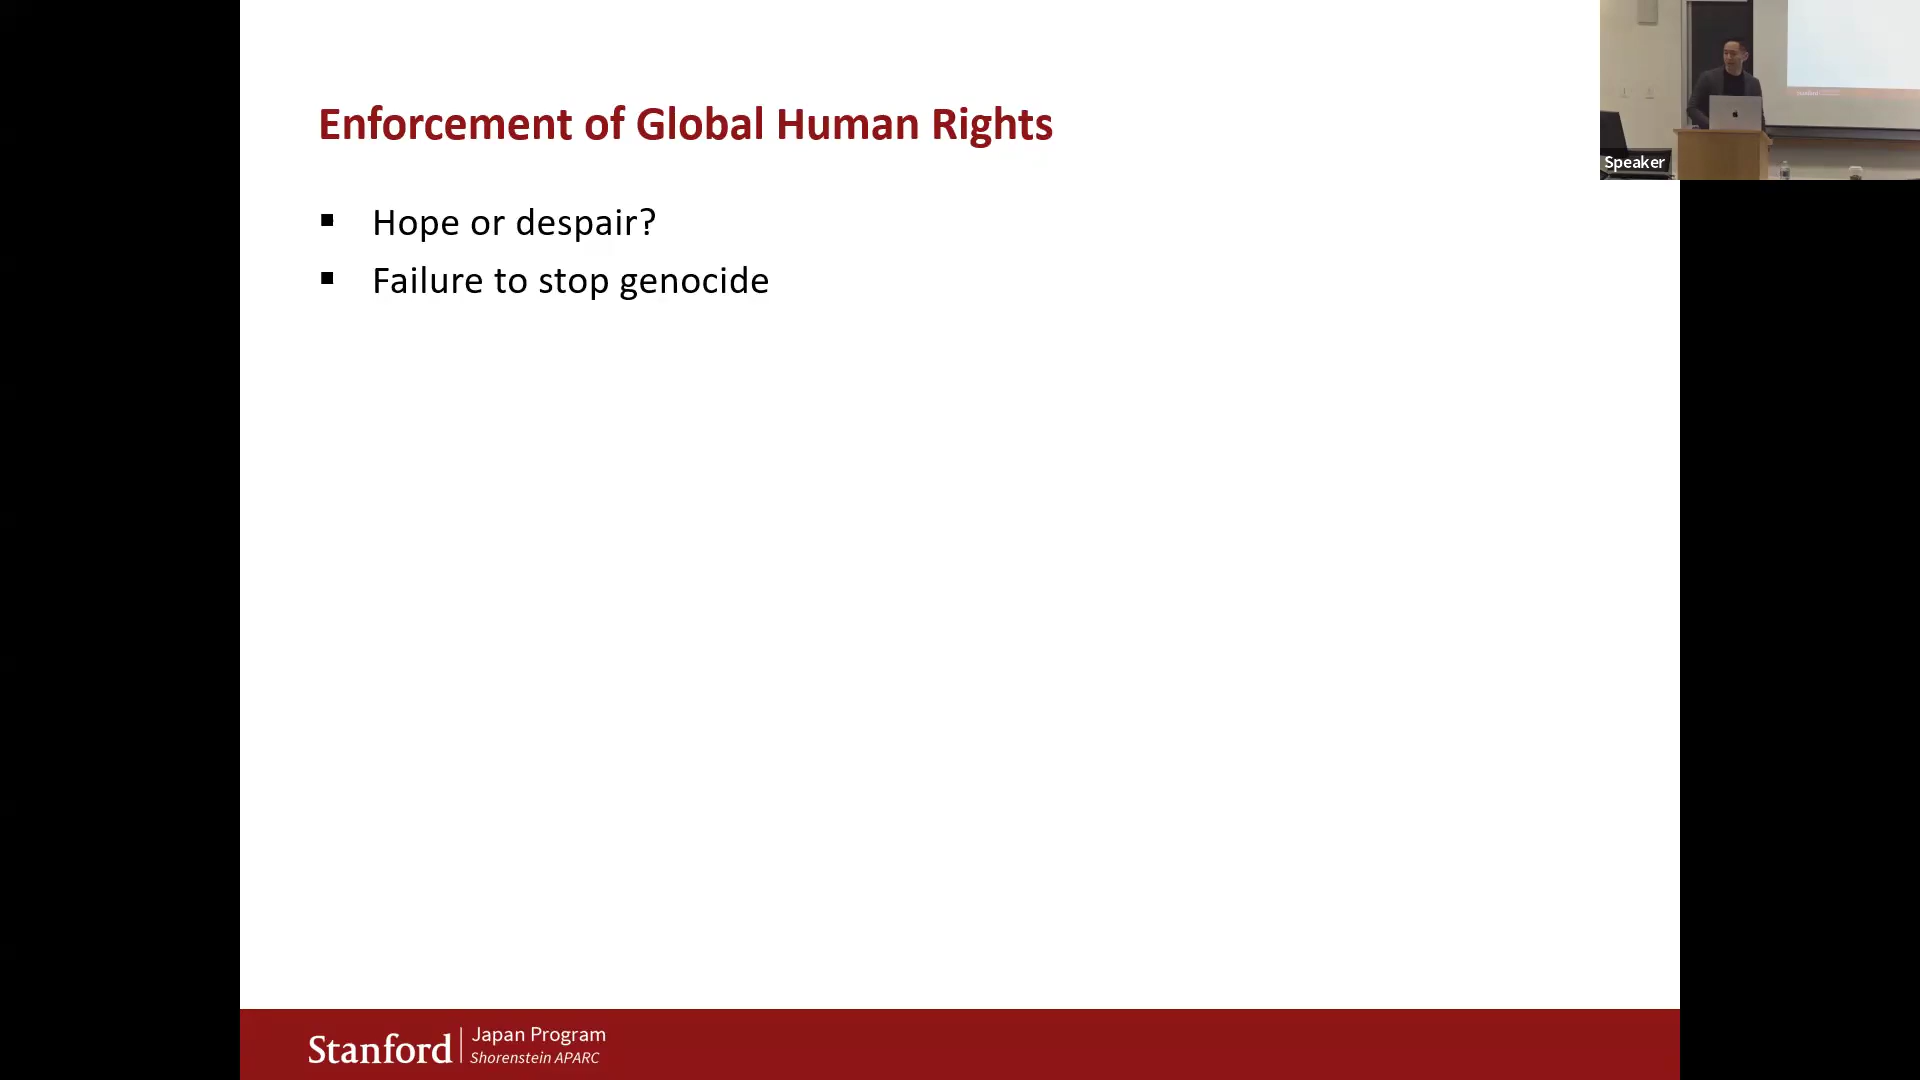 Enforcement of Global Human Rights
▪ Hope or despair?
▪ Failure to stop genocide
Speaker
Stanford
Japan Program
Shorenstein APARC